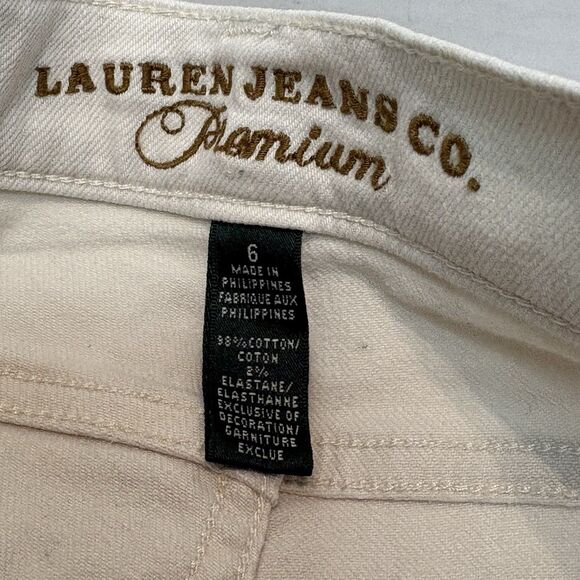 LAUREN JEANS CO.
Premium
6
MADE IN
PHILIPPINES
FABRIQUE AUX
PHILIPPINES
98% COTTON/
COTON
2%
ELASTANE/
ELASTHANNE
EXCLUSIVE OF
DECORATION/
GARNITURE
EXCLUE